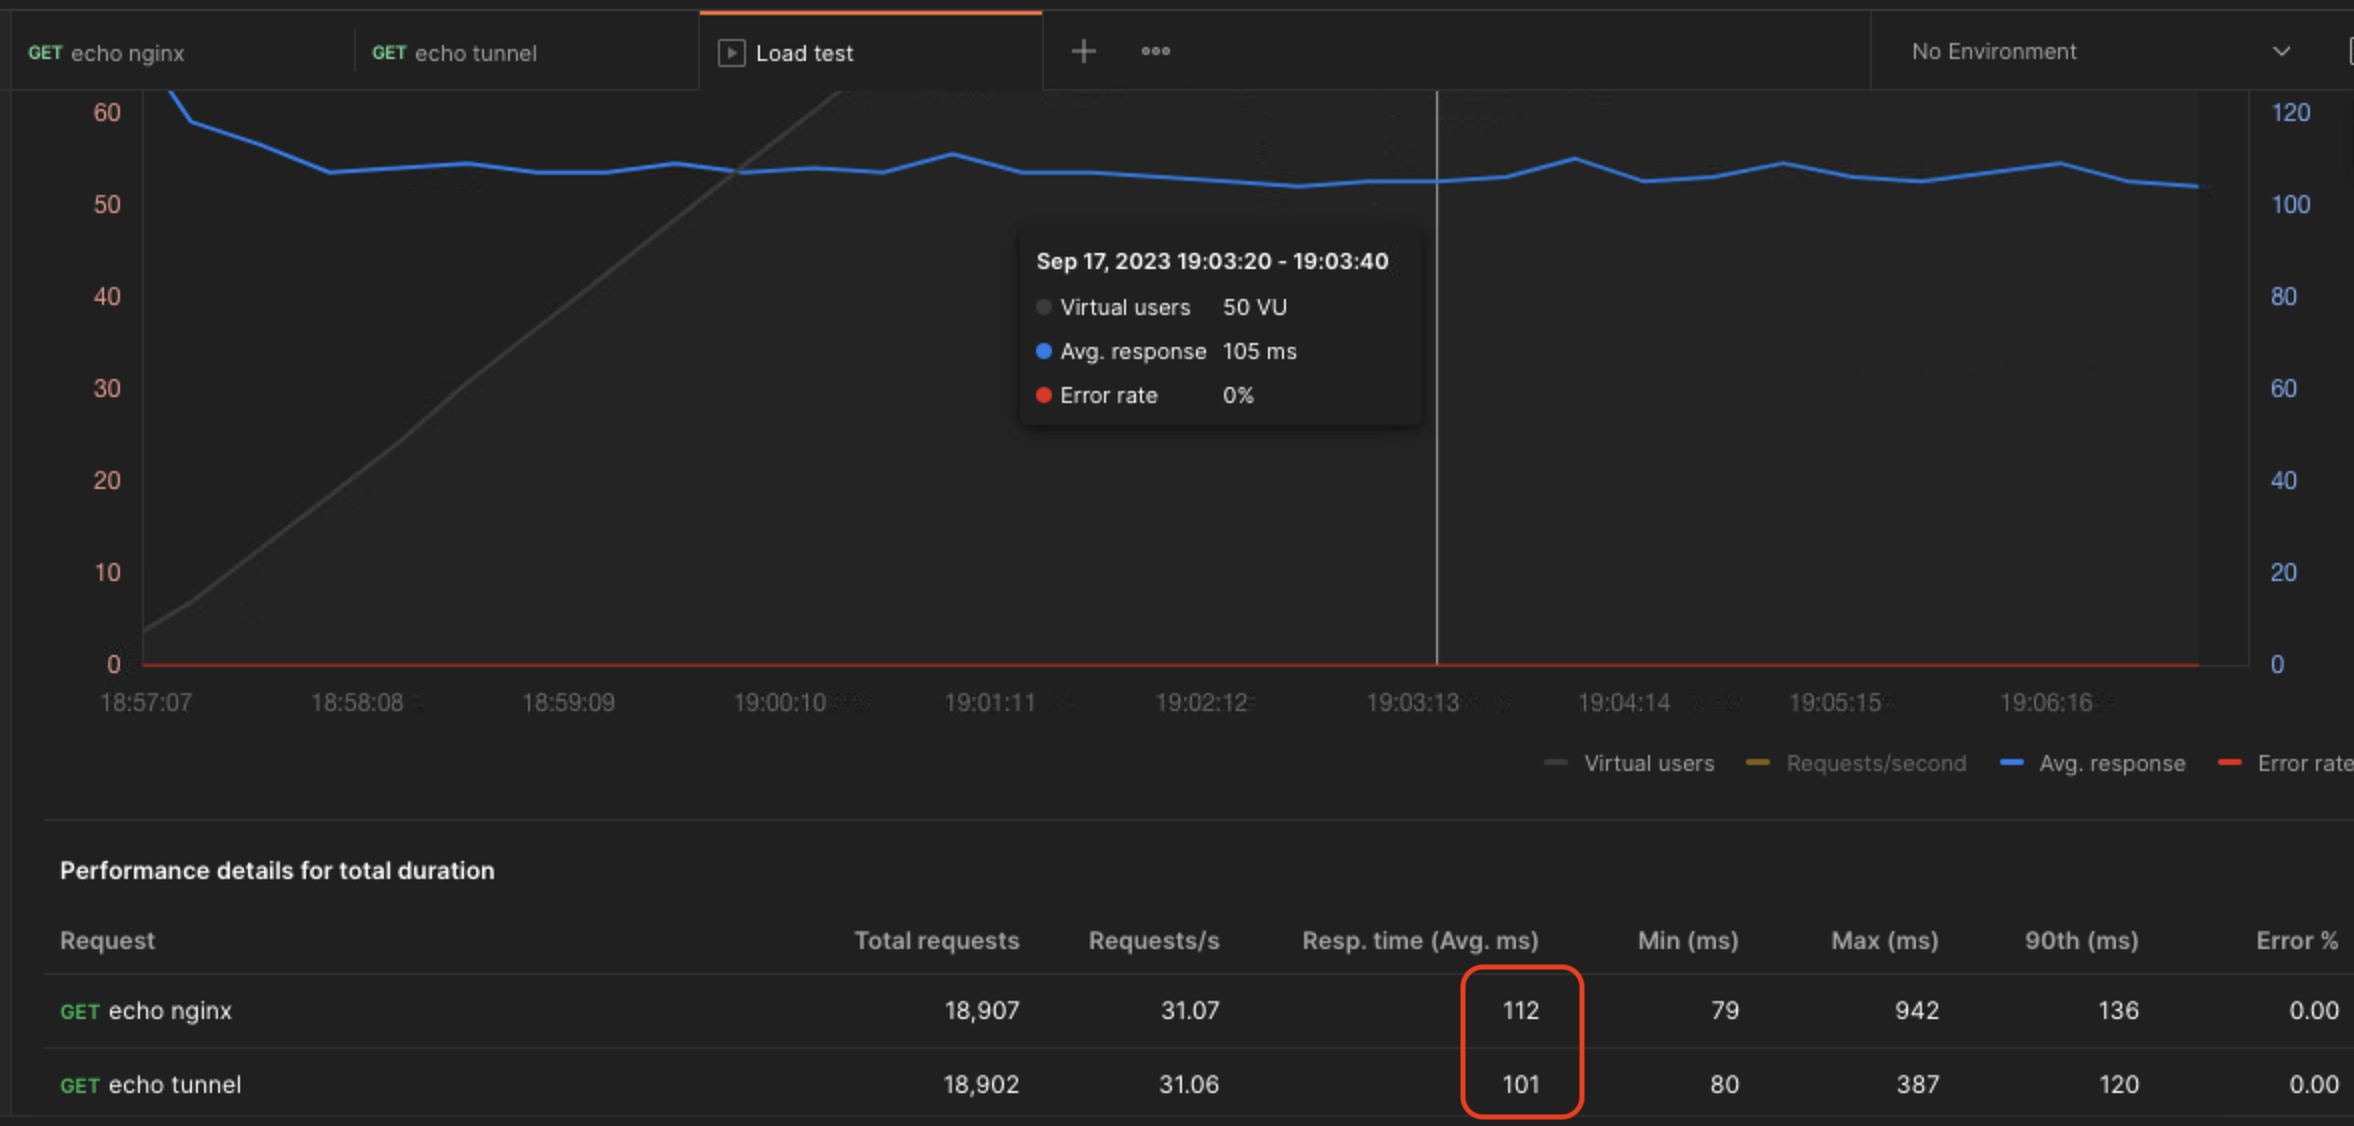 GET echo nginx GET echo tunnel Load test No Environment
60 120
50 100
Sep 17, 2023 19:03:20 - 19:03:40
40 80
Virtual users 50 VU
Avg. response 105 ms
30 60
Error rate 0%
20 40
10 20
0 0
18:57:07 18:58:08 18:59:09 19:00:10 19:01:11 19:02:12 19:03:13 19:04:14 19:05:15 19:06:16
Virtual users Requests/second Avg. response Error rate
Performance details for total duration
Request Total requests Requests/s Resp. time (Avg. ms) Min (ms) Max (ms) 90th (ms) Error %
GET echo nginx 18,907 31.07 112 79 942 136 0.00
GET echo tunnel 18,902 31.06 101 80 387 120 0.00